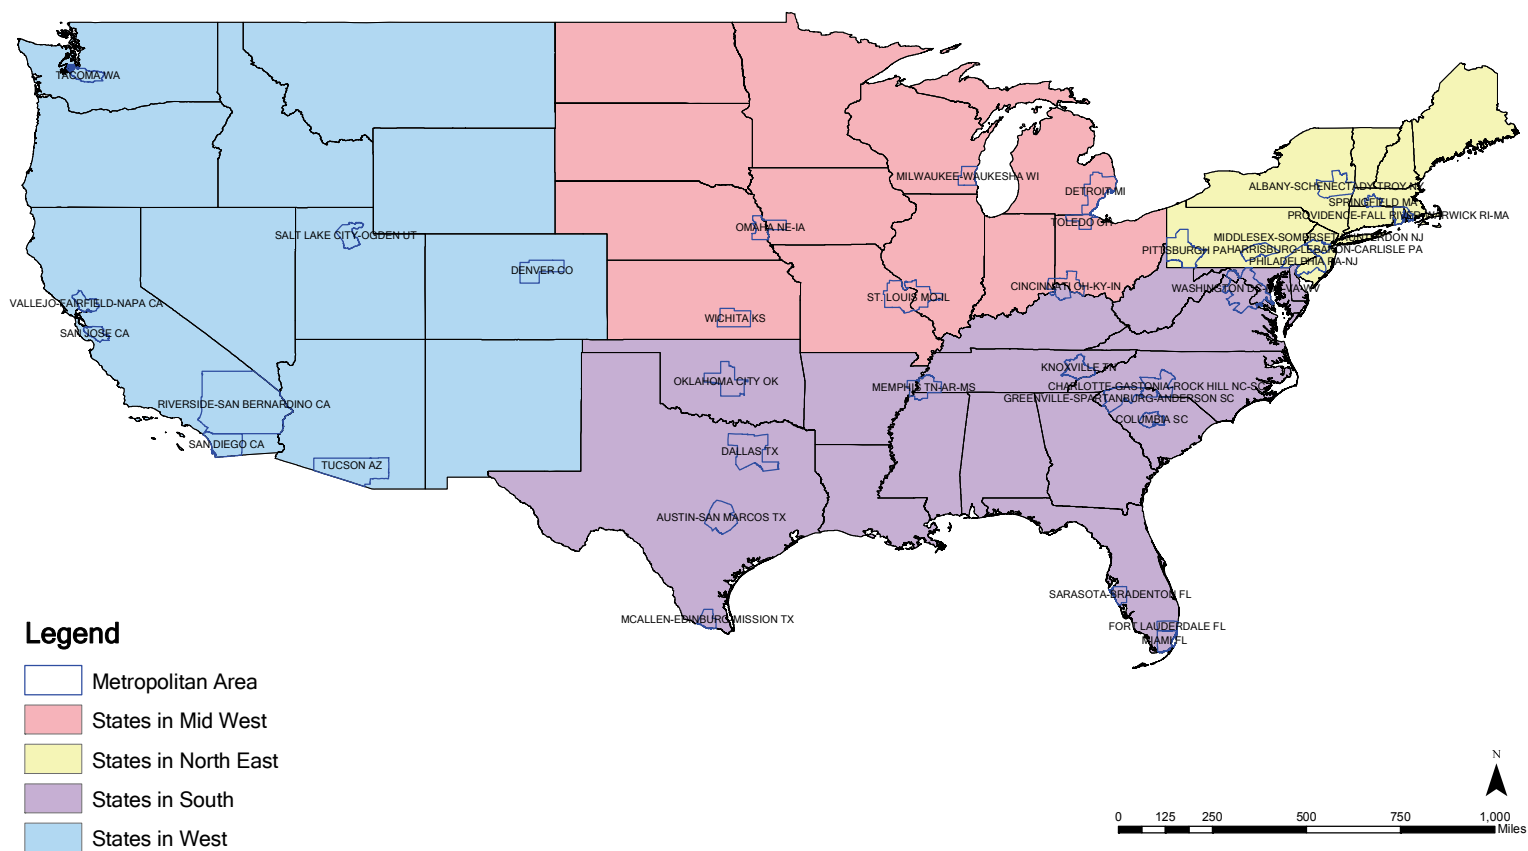 TACOMA WA
MILWAUKEE-WAUKESHA WI
DETROIT MI
ALBANY-SCHENECTADY-TROY NY
SPRINGFIELD MA
PROVIDENCE-FALL RIVER-WARWICK RI-MA
TOLEDO OH
OMAHA NE-IA
SALT LAKE CITY-OGDEN UT
MIDDLESEX-SOMERSET-HUNTERDON NJ
PITTSBURGH PA
HARRISBURG-LEBANON-CARLISLE PA
PHILADELPHIA PA-NJ
DENVER CO
CINCINNATI OH-KY-IN
WASHINGTON DC-MD-VA-WV
ST. LOUIS MO-IL
VALLEJO-FAIRFIELD-NAPA CA
WICHITA KS
SAN JOSE CA
KNOXVILLE TN
OKLAHOMA CITY OK
MEMPHIS TN-AR-MS
CHARLOTTE-GASTONIA-ROCK HILL NC-SC
GREENVILLE-SPARTANBURG-ANDERSON SC
RIVERSIDE-SAN BERNARDINO CA
COLUMBIA SC
SAN DIEGO CA
DALLAS TX
TUCSON AZ
AUSTIN-SAN MARCOS TX
SARASOTA-BRADENTON FL
MCALLEN-EDINBURG-MISSION TX
FORT LAUDERDALE FL
MIAMI FL
Legend
Metropolitan Area
States in Mid West
States in North East
States in South
States in West
N
0 125 250 500 750 1,000
Miles